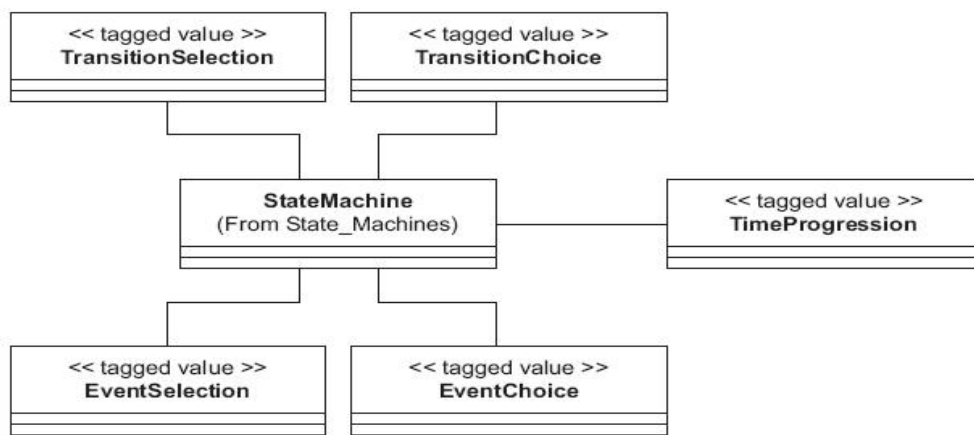 << tagged value >>
TransitionSelection
<< tagged value >>
TransitionChoice
StateMachine
(From State_Machines)
<< tagged value >>
TimeProgression
<< tagged value >>
EventSelection
<< tagged value >>
EventChoice